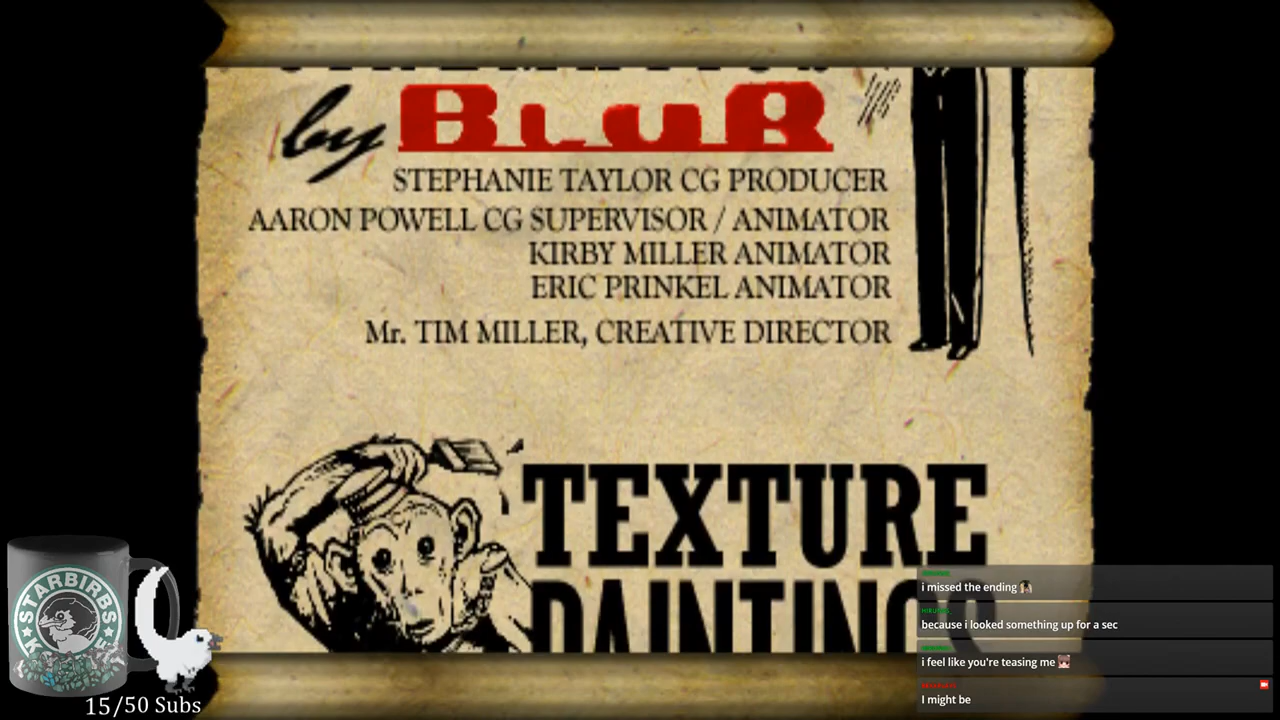 by BLUR
STEPHANIE TAYLOR CG PRODUCER
AARON POWELL CG SUPERVISOR / ANIMATOR
KIRBY MILLER ANIMATOR
ERIC PRINKEL ANIMATOR
Mr. TIM MILLER, CREATIVE DIRECTOR
TEXTURE
PAINTINGS
STARBIRBS
15/50 Subs
i missed the ending
because i looked something up for a sec
i feel like you're teasing me
I might be